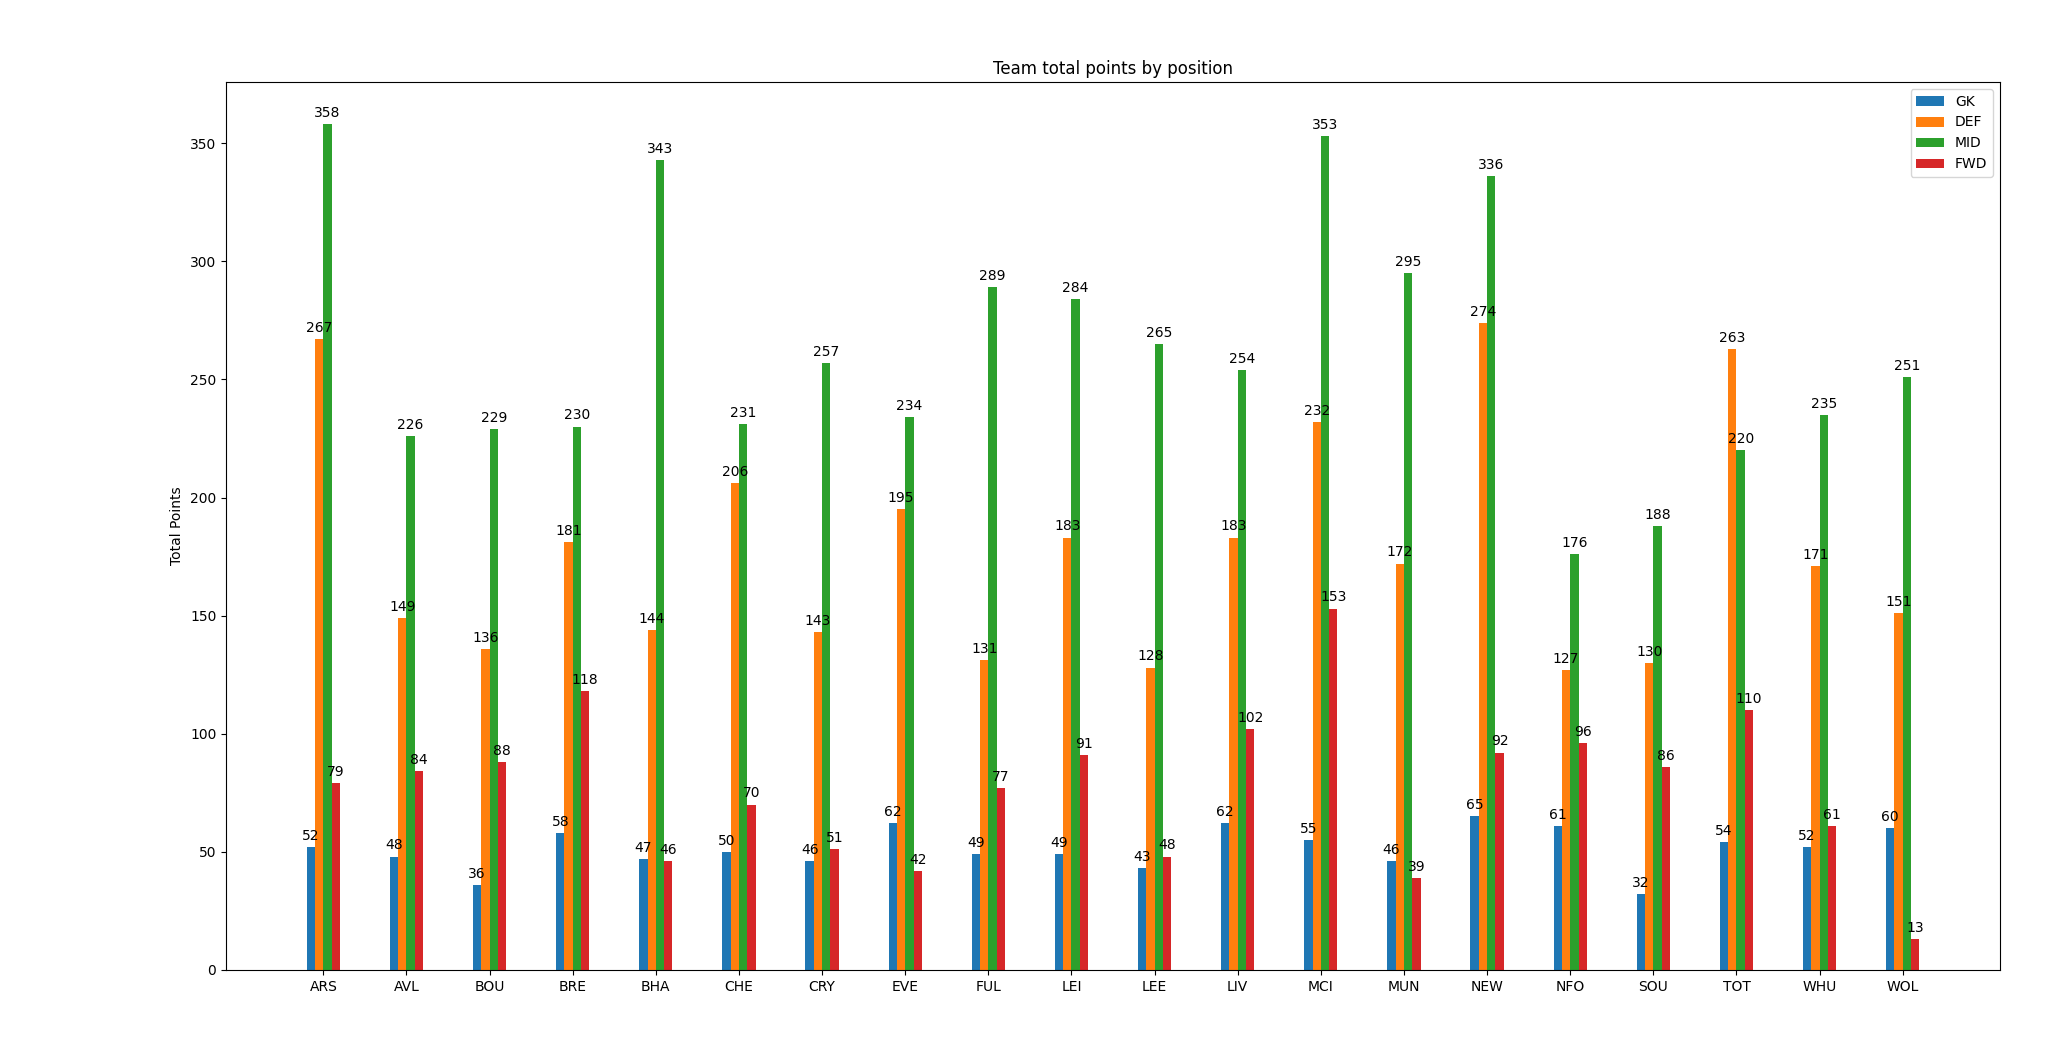 Team total points by position
Total Points
350
300
250
200
150
100
50
0
GK
DEF
MID
FWD
52 267 358 79
48 149 226 84
36 136 229 88
58 181 230 118
47 144 343 46
50 206 231 70
46 143 257 51
62 195 234 42
49 131 289 77
49 183 284 91
43 128 265 48
62 183 254 102
55 232 353 153
46 172 295 39
65 274 336 92
61 127 176 96
32 130 188 86
54 263 220 110
52 171 235 61
60 151 251 13
ARS AVL BOU BRE BHA CHE CRY EVE FUL LEI LEE LIV MCI MUN NEW NFO SOU TOT WHU WOL